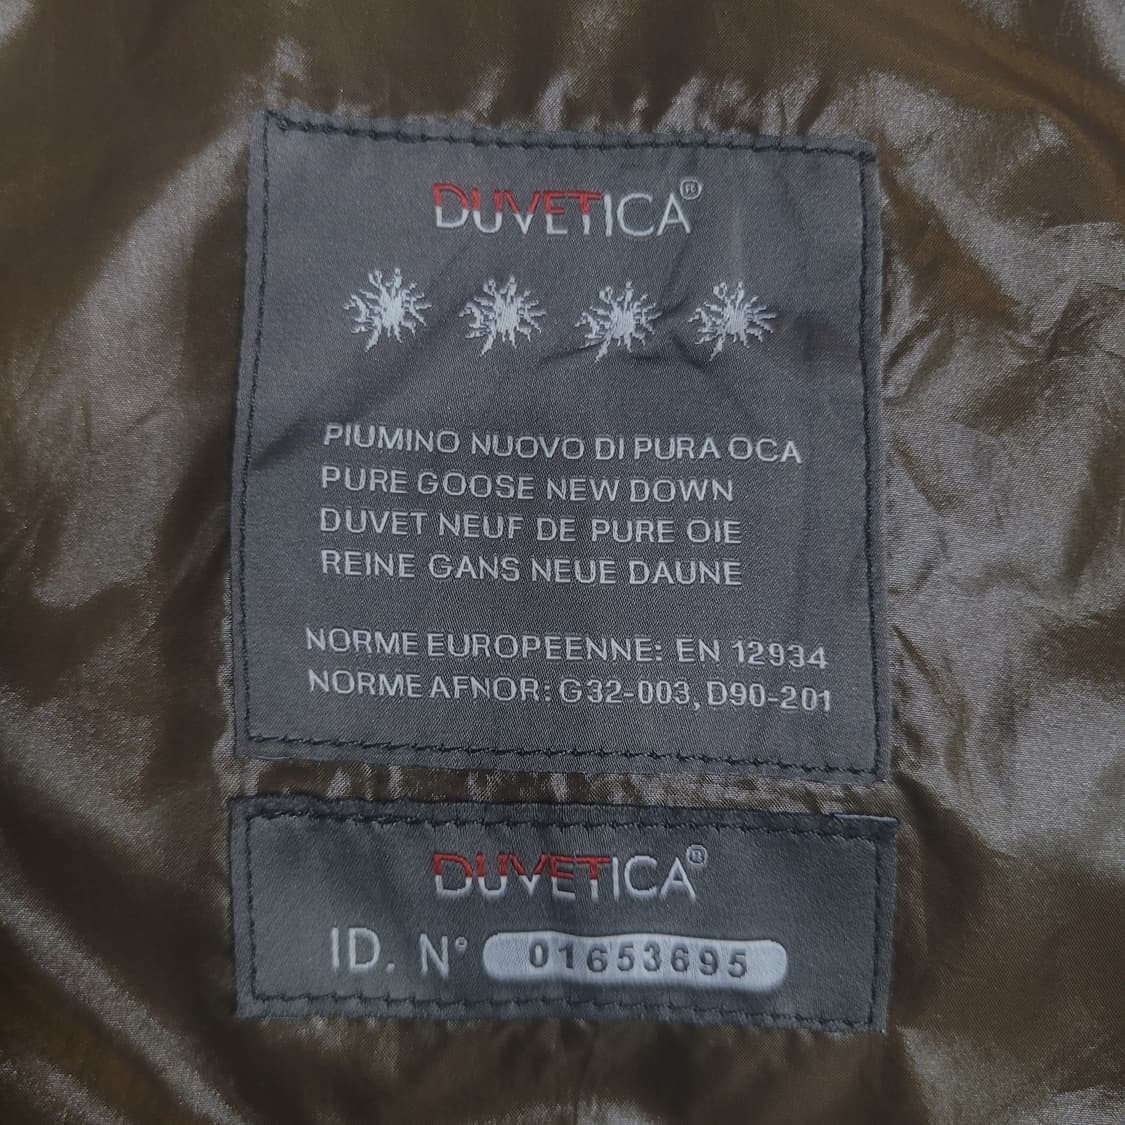 DUVETICA®
PIUMINO NUOVO DI PURA OCA
PURE GOOSE NEW DOWN
DUVET NEUF DE PURE OIE
REINE GANS NEUE DAUNE
NORME EUROPEENNE: EN 12934
NORME AFNOR: G32-003, D90-201
DUVETICA®
ID. N° 01653695